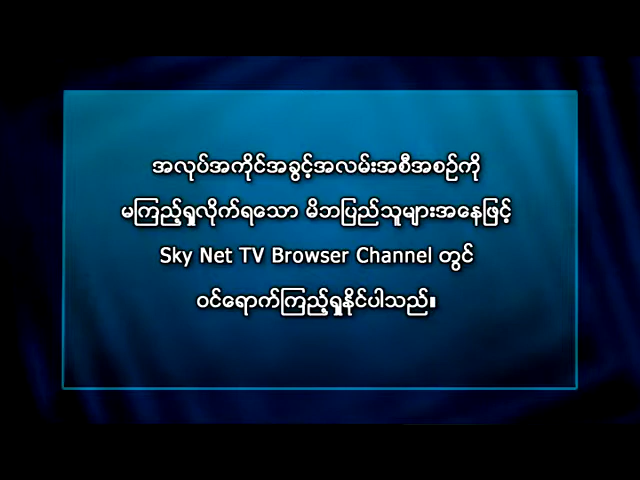 အလုပ်အကိုင်အခွင့်အလမ်းအစီအစဉ်ကို
မကြည့်ရှုလိုက်ရသော မိဘပြည်သူများအနေဖြင့်
Sky Net TV Browser Channel တွင်
ဝင်ရောက်ကြည့်ရှုနိုင်ပါသည်။